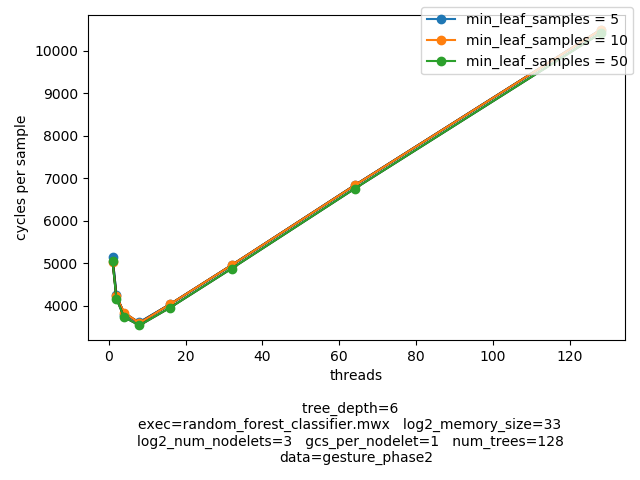 min_leaf_samples = 5
min_leaf_samples = 10
min_leaf_samples = 50
cycles per sample
10000
9000
8000
7000
6000
5000
4000
0 20 40 60 80 100 120
threads
tree_depth=6
exec=random_forest_classifier.mwx log2_memory_size=33
log2_num_nodelets=3 gcs_per_nodelet=1 num_trees=128
data=gesture_phase2